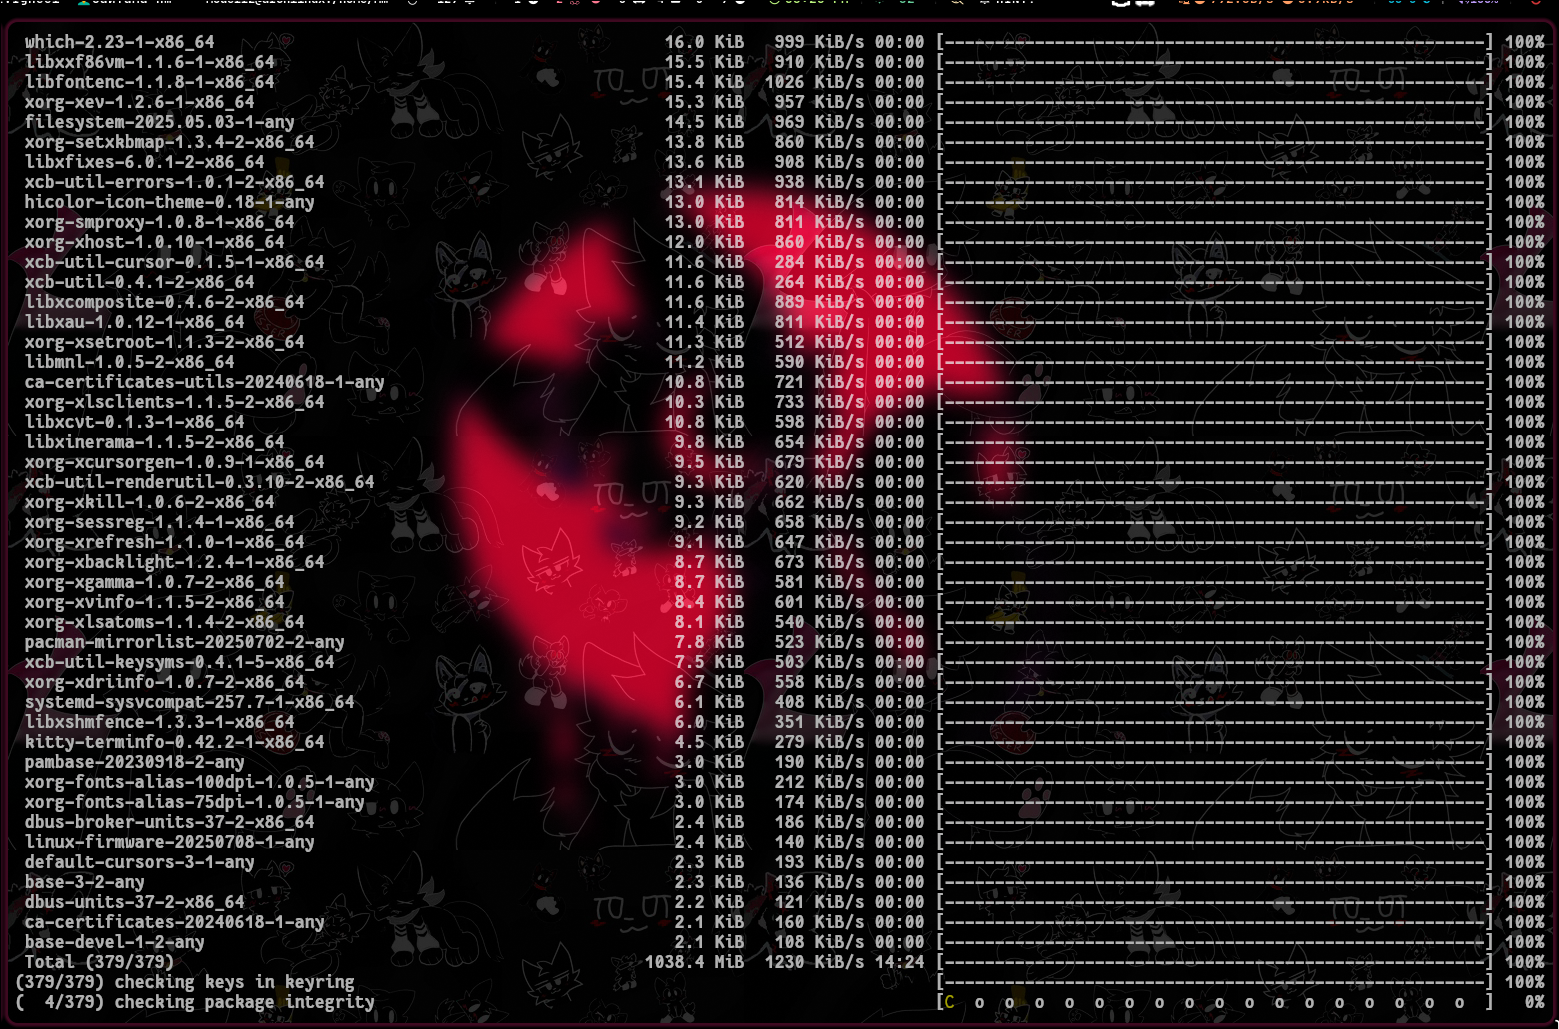 which-2.23-1-x86_64 16.0 KiB 999 KiB/s 00:00 [----------------------------------------------------] 100%
libxxf86vm-1.1.6-1-x86_64 15.5 KiB 910 KiB/s 00:00 [----------------------------------------------------] 100%
libfontenc-1.1.8-1-x86_64 15.4 KiB 1026 KiB/s 00:00 [----------------------------------------------------] 100%
xorg-xev-1.2.6-1-x86_64 15.3 KiB 957 KiB/s 00:00 [----------------------------------------------------] 100%
filesystem-2025.05.03-1-any 14.5 KiB 969 KiB/s 00:00 [----------------------------------------------------] 100%
xorg-setxkbmap-1.3.4-2-x86_64 13.8 KiB 860 KiB/s 00:00 [----------------------------------------------------] 100%
libxfixes-6.0.1-2-x86_64 13.6 KiB 908 KiB/s 00:00 [----------------------------------------------------] 100%
xcb-util-errors-1.0.1-2-x86_64 13.1 KiB 938 KiB/s 00:00 [----------------------------------------------------] 100%
hicolor-icon-theme-0.18-1-any 13.0 KiB 814 KiB/s 00:00 [----------------------------------------------------] 100%
xorg-smproxy-1.0.8-1-x86_64 13.0 KiB 811 KiB/s 00:00 [----------------------------------------------------] 100%
xorg-xhost-1.0.10-1-x86_64 12.0 KiB 860 KiB/s 00:00 [----------------------------------------------------] 100%
xcb-util-cursor-0.1.5-1-x86_64 11.6 KiB 284 KiB/s 00:00 [----------------------------------------------------] 100%
xcb-util-0.4.1-2-x86_64 11.6 KiB 264 KiB/s 00:00 [----------------------------------------------------] 100%
libxcomposite-0.4.6-2-x86_64 11.6 KiB 889 KiB/s 00:00 [----------------------------------------------------] 100%
libxau-1.0.12-1-x86_64 11.4 KiB 811 KiB/s 00:00 [----------------------------------------------------] 100%
xorg-xsetroot-1.1.3-2-x86_64 11.3 KiB 512 KiB/s 00:00 [----------------------------------------------------] 100%
libmnl-1.0.5-2-x86_64 11.2 KiB 590 KiB/s 00:00 [----------------------------------------------------] 100%
ca-certificates-utils-20240618-1-any 10.8 KiB 721 KiB/s 00:00 [----------------------------------------------------] 100%
xorg-xlsclients-1.1.5-2-x86_64 10.3 KiB 733 KiB/s 00:00 [----------------------------------------------------] 100%
libxcvt-0.1.3-1-x86_64 10.8 KiB 598 KiB/s 00:00 [----------------------------------------------------] 100%
libxinerama-1.1.5-2-x86_64 9.8 KiB 654 KiB/s 00:00 [----------------------------------------------------] 100%
xorg-xcursorgen-1.0.9-1-x86_64 9.5 KiB 679 KiB/s 00:00 [----------------------------------------------------] 100%
xcb-util-renderutil-0.3.10-2-x86_64 9.3 KiB 620 KiB/s 00:00 [----------------------------------------------------] 100%
xorg-xkill-1.0.6-2-x86_64 9.3 KiB 662 KiB/s 00:00 [----------------------------------------------------] 100%
xorg-sessreg-1.1.4-1-x86_64 9.2 KiB 658 KiB/s 00:00 [----------------------------------------------------] 100%
xorg-xrefresh-1.1.0-1-x86_64 9.1 KiB 647 KiB/s 00:00 [----------------------------------------------------] 100%
xorg-xbacklight-1.2.4-1-x86_64 8.7 KiB 673 KiB/s 00:00 [----------------------------------------------------] 100%
xorg-xgamma-1.0.7-2-x86_64 8.7 KiB 581 KiB/s 00:00 [----------------------------------------------------] 100%
xorg-xvinfo-1.1.5-2-x86_64 8.4 KiB 601 KiB/s 00:00 [----------------------------------------------------] 100%
xorg-xlsatoms-1.1.4-2-x86_64 8.1 KiB 540 KiB/s 00:00 [----------------------------------------------------] 100%
pacman-mirrorlist-20250702-2-any 7.8 KiB 523 KiB/s 00:00 [----------------------------------------------------] 100%
xcb-util-keysyms-0.4.1-5-x86_64 7.5 KiB 503 KiB/s 00:00 [----------------------------------------------------] 100%
xorg-xdriinfo-1.0.7-2-x86_64 6.7 KiB 558 KiB/s 00:00 [----------------------------------------------------] 100%
systemd-sysvcompat-257.7-1-x86_64 6.1 KiB 408 KiB/s 00:00 [----------------------------------------------------] 100%
libxshmfence-1.3.3-1-x86_64 6.0 KiB 351 KiB/s 00:00 [----------------------------------------------------] 100%
kitty-terminfo-0.42.2-1-x86_64 4.5 KiB 279 KiB/s 00:00 [----------------------------------------------------] 100%
pambase-20230918-2-any 3.0 KiB 190 KiB/s 00:00 [----------------------------------------------------] 100%
xorg-fonts-alias-100dpi-1.0.5-1-any 3.0 KiB 212 KiB/s 00:00 [----------------------------------------------------] 100%
xorg-fonts-alias-75dpi-1.0.5-1-any 3.0 KiB 174 KiB/s 00:00 [----------------------------------------------------] 100%
dbus-broker-units-37-2-x86_64 2.4 KiB 186 KiB/s 00:00 [----------------------------------------------------] 100%
linux-firmware-20250708-1-any 2.4 KiB 140 KiB/s 00:00 [----------------------------------------------------] 100%
default-cursors-3-1-any 2.3 KiB 193 KiB/s 00:00 [----------------------------------------------------] 100%
base-3-2-any 2.3 KiB 136 KiB/s 00:00 [----------------------------------------------------] 100%
dbus-units-37-2-x86_64 2.2 KiB 121 KiB/s 00:00 [----------------------------------------------------] 100%
ca-certificates-20240618-1-any 2.1 KiB 160 KiB/s 00:00 [----------------------------------------------------] 100%
base-devel-1-2-any 2.1 KiB 108 KiB/s 00:00 [----------------------------------------------------] 100%
Total (379/379) 1038.4 MiB 1230 KiB/s 14:24 [----------------------------------------------------] 100%
(379/379) checking keys in keyring [----------------------------------------------------] 100%
( 4/379) checking package integrity [C o o o o o o o o o o o o o o o o o ] 0%